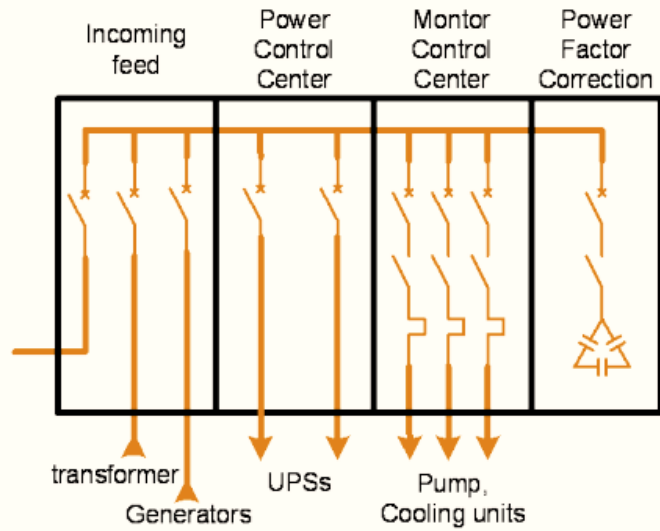 Incoming
feed
Power
Control
Center
Montor
Control
Center
Power
Factor
Correction
transformer
Generators
UPSs
Pump,
Cooling units